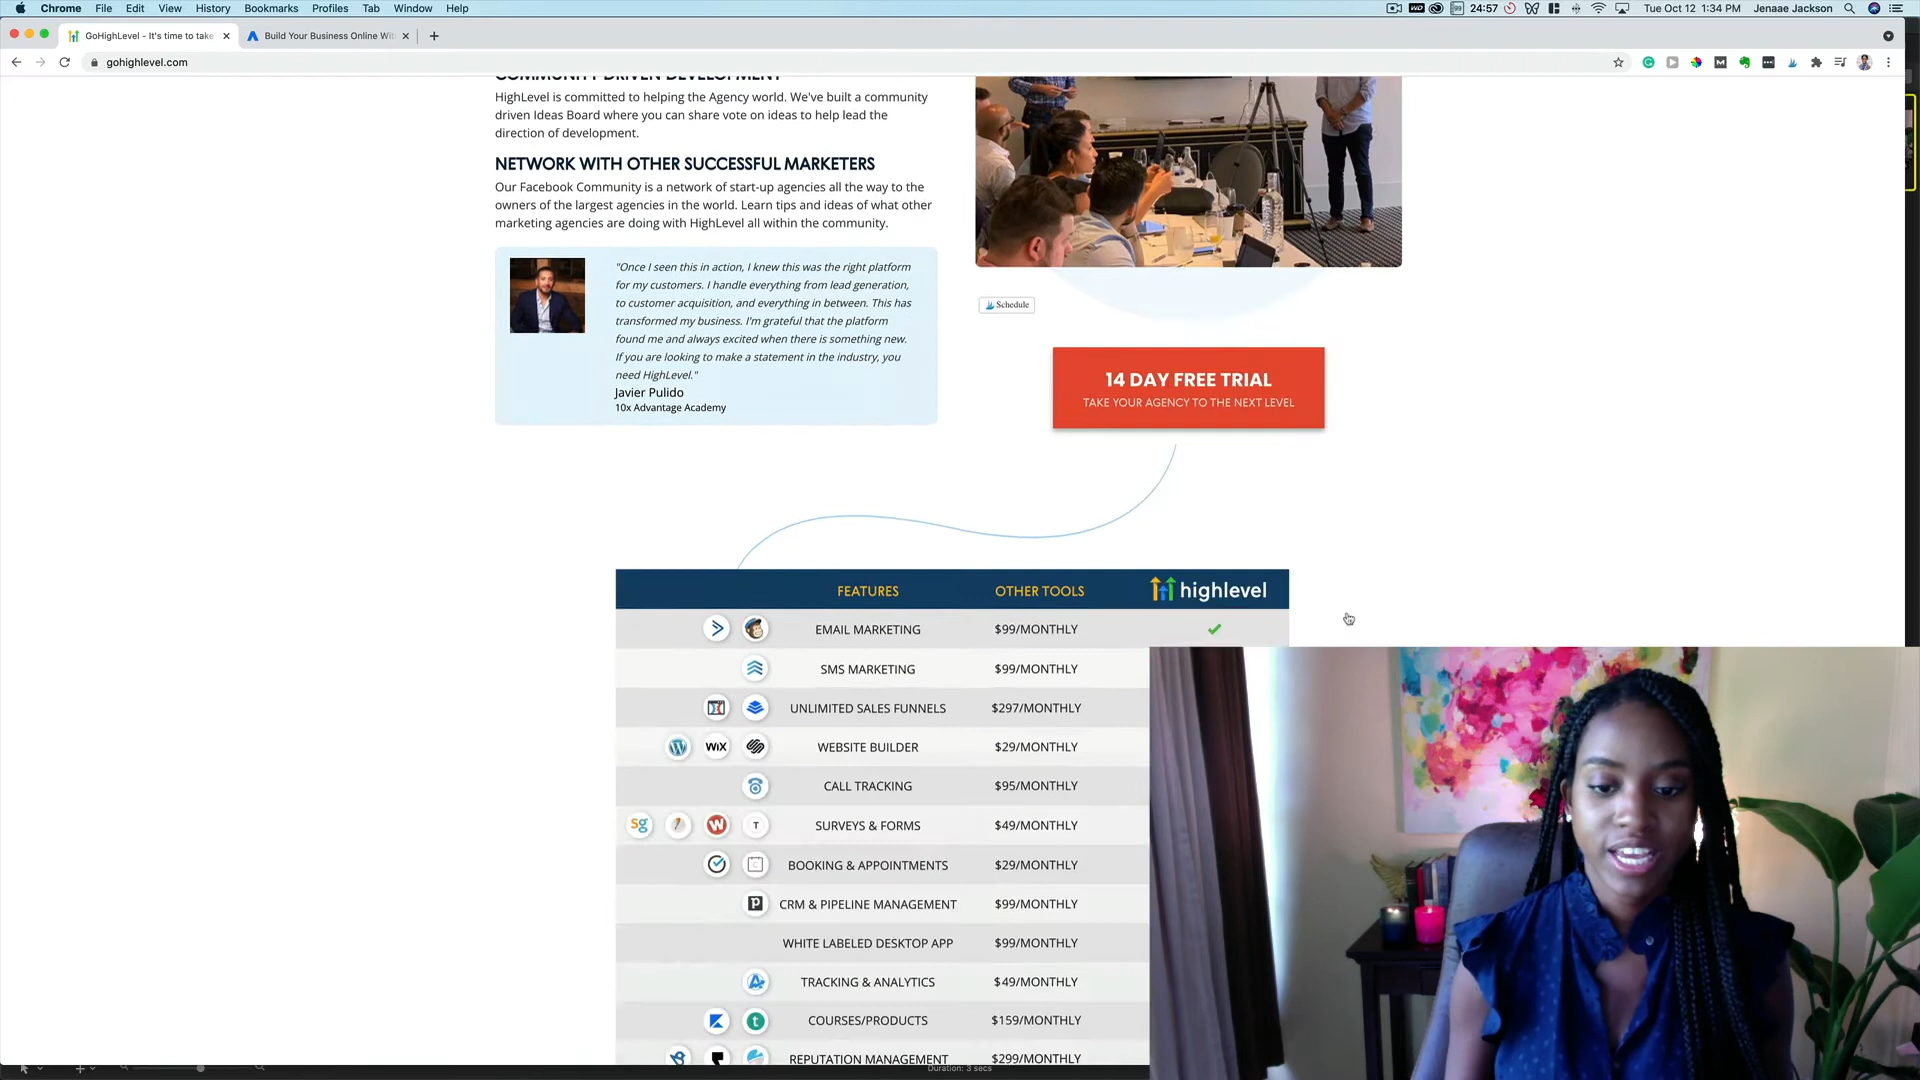 Chrome File Edit View History Bookmarks Profiles Tab Window Help
24:57 Tue Oct 12 1:34 PM Jenaae Jackson
GoHighLevel - It's time to take
Build Your Business Online Wit
gohighlevel.com
COMMUNITY DRIVEN DEVELOPMENT
HighLevel is committed to helping the Agency world. We've built a community
driven Ideas Board where you can share vote on ideas to help lead the
direction of development.
NETWORK WITH OTHER SUCCESSFUL MARKETERS
Our Facebook Community is a network of start-up agencies all the way to the
owners of the largest agencies in the world. Learn tips and ideas of what other
marketing agencies are doing with HighLevel all within the community.
"Once I seen this in action, I knew this was the right platform
for my customers. I handle everything from lead generation,
to customer acquisition, and everything in between. This has
transformed my business. I'm grateful that the platform
found me and always excited when there is something new.
If you are looking to make a statement in the industry, you
need HighLevel."
Javier Pulido
10x Advantage Academy
Schedule
14 DAY FREE TRIAL
TAKE YOUR AGENCY TO THE NEXT LEVEL
FEATURES OTHER TOOLS highlevel
EMAIL MARKETING $99/MONTHLY
SMS MARKETING $99/MONTHLY
UNLIMITED SALES FUNNELS $297/MONTHLY
WiX WEBSITE BUILDER $29/MONTHLY
CALL TRACKING $95/MONTHLY
sg W T SURVEYS & FORMS $49/MONTHLY
BOOKING & APPOINTMENTS $29/MONTHLY
CRM & PIPELINE MANAGEMENT $99/MONTHLY
WHITE LABELED DESKTOP APP $99/MONTHLY
TRACKING & ANALYTICS $49/MONTHLY
COURSES/PRODUCTS $159/MONTHLY
REPUTATION MANAGEMENT $299/MONTHLY
Duration: 3 secs